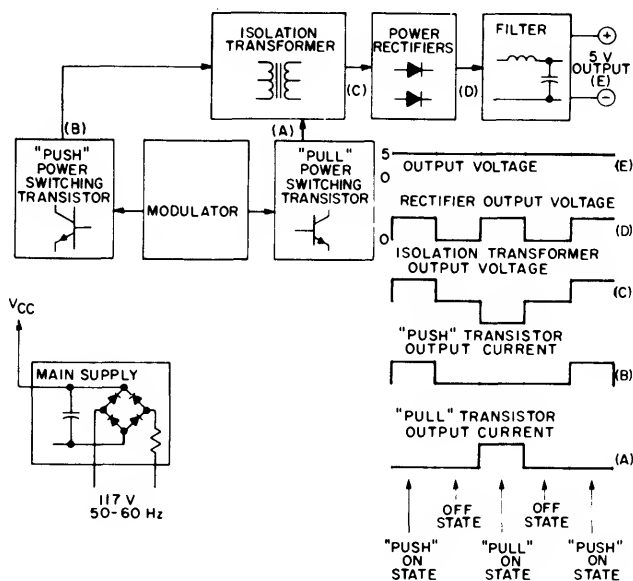 ISOLATION
TRANSFORMER
POWER
RECTIFIERS
FILTER
+
5 V
OUTPUT
(E)
−
(C)
(D)
(B)
(A)
"PUSH"
POWER
SWITCHING
TRANSISTOR
MODULATOR
"PULL"
POWER
SWITCHING
TRANSISTOR
5
0
OUTPUT VOLTAGE
(E)
RECTIFIER OUTPUT VOLTAGE
0
(D)
ISOLATION TRANSFORMER
OUTPUT VOLTAGE
(C)
"PUSH" TRANSISTOR
OUTPUT CURRENT
(B)
"PULL" TRANSISTOR
OUTPUT CURRENT
(A)
VCC
MAIN SUPPLY
117 V
50-60 Hz
OFF
STATE
OFF
STATE
"PUSH"
ON
STATE
"PULL"
ON
STATE
"PUSH"
ON
STATE